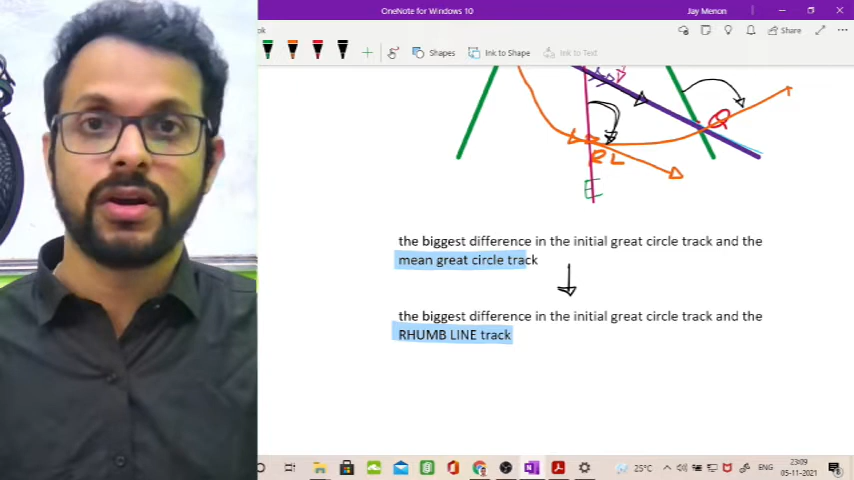 OneNote for Windows 10
Jay Menon
Share
Shapes
Ink to Shape
Ink to Text
Q
RL
E
the biggest difference in the initial great circle track and the
mean great circle track
the biggest difference in the initial great circle track and the
RHUMB LINE track
25°C
ENG
23:09
05-11-2021